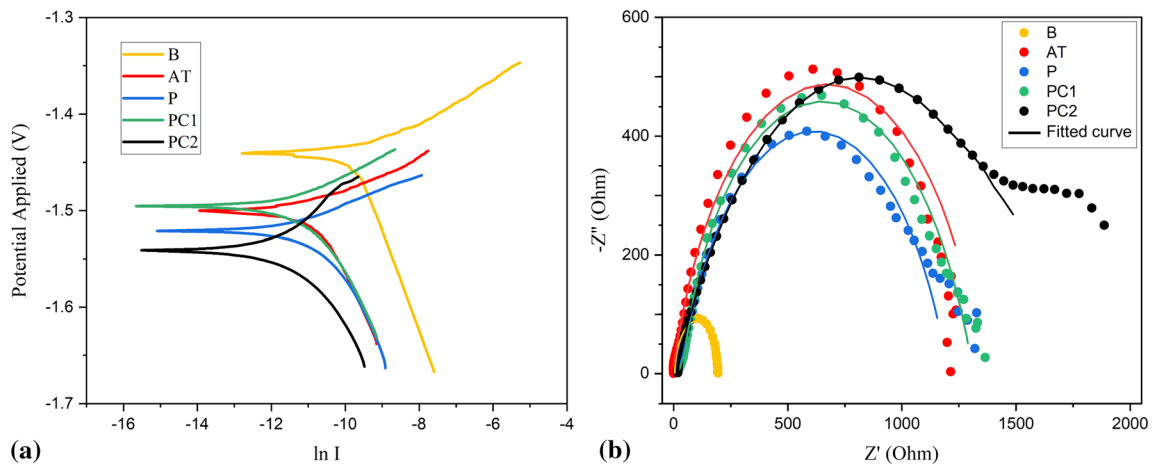 -1.3
-1.4
-1.5
-1.6
-1.7
Potential Applied (V)
B
AT
P
PC1
PC2
-16
-14
-12
-10
-8
-6
-4
ln I
(a)
600
500
400
300
200
0
-Z" (Ohm)
B
AT
P
PC1
PC2
Fitted curve
0
500
1000
1500
2000
Z' (Ohm)
(b)